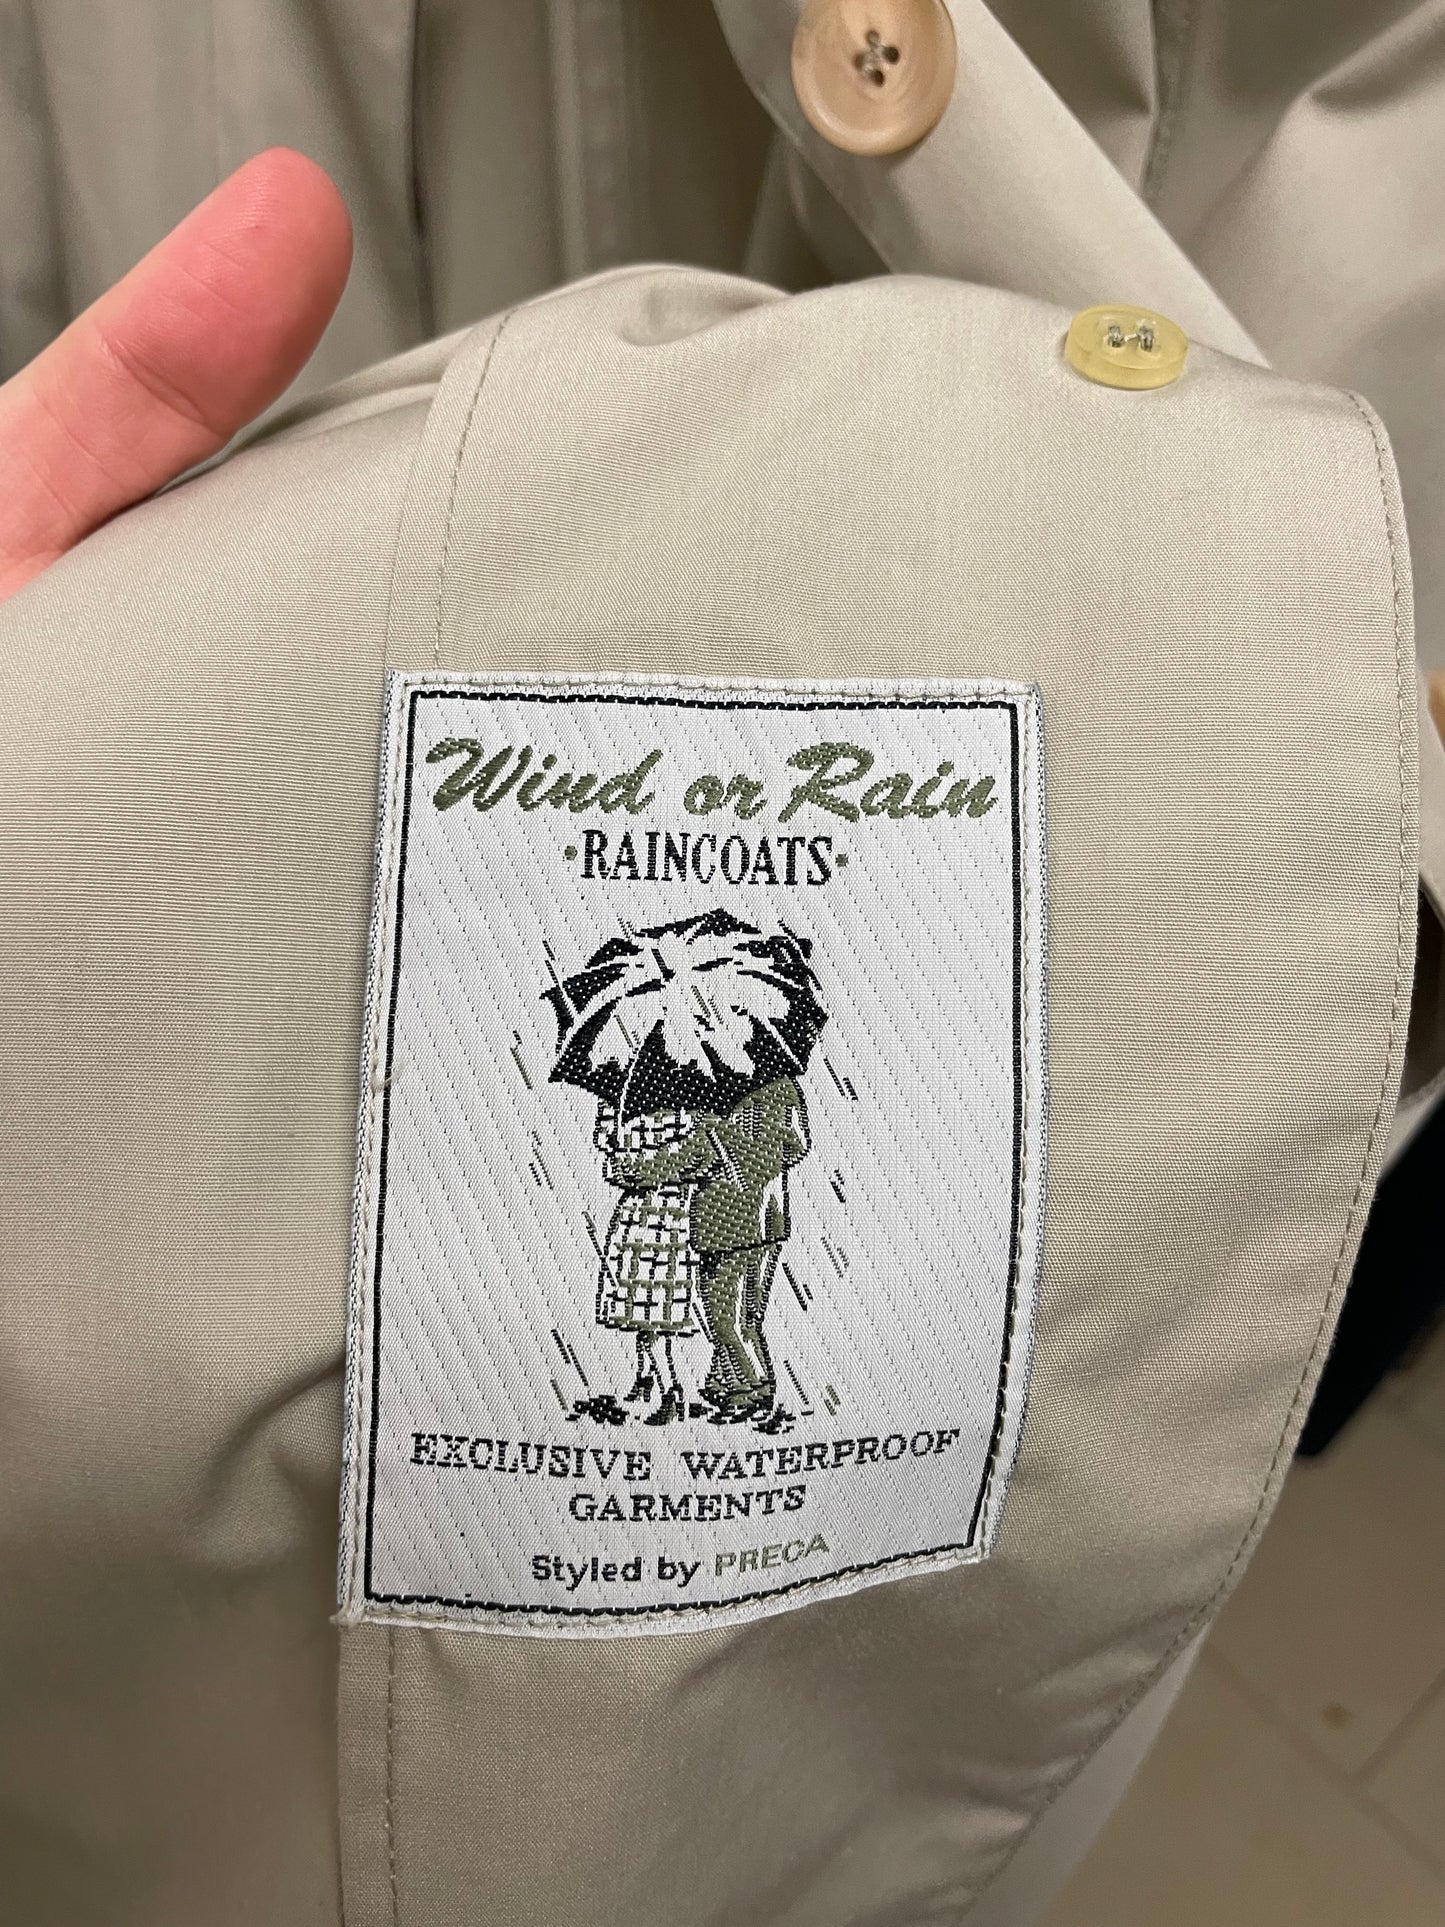 Wind or Rain
·RAINCOATS·
EXCLUSIVE WATERPROOF
GARMENTS
Styled by PRECA